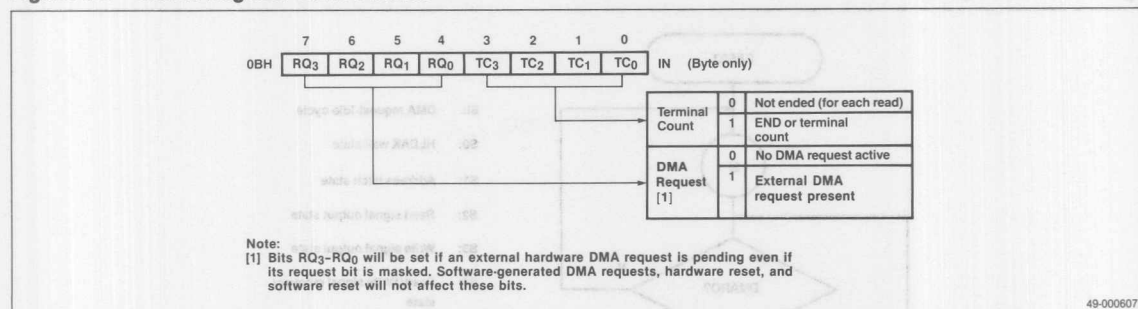 7 6 5 4 3 2 1 0
0BH RQ3 RQ2 RQ1 RQ0 TC3 TC2 TC1 TC0 IN (Byte only)
Terminal Count
0 Not ended (for each read)
1 END or terminal count
DMA Request [1]
0 No DMA request active
1 External DMA request present
Note:
[1] Bits RQ3–RQ0 will be set if an external hardware DMA request is pending even if
its request bit is masked. Software-generated DMA requests, hardware reset, and
software reset will not affect these bits.
49-000607